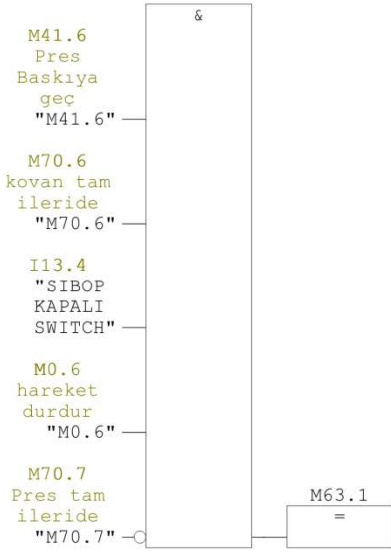 &
M41.6
Pres
Baskıya
geç
"M41.6"
M70.6
kovan tam
ileride
"M70.6"
I13.4
"SIBOP
KAPALI
SWITCH"
M0.6
hareket
durdur
"M0.6"
M70.7
Pres tam
ileride
"M70.7"
M63.1
=